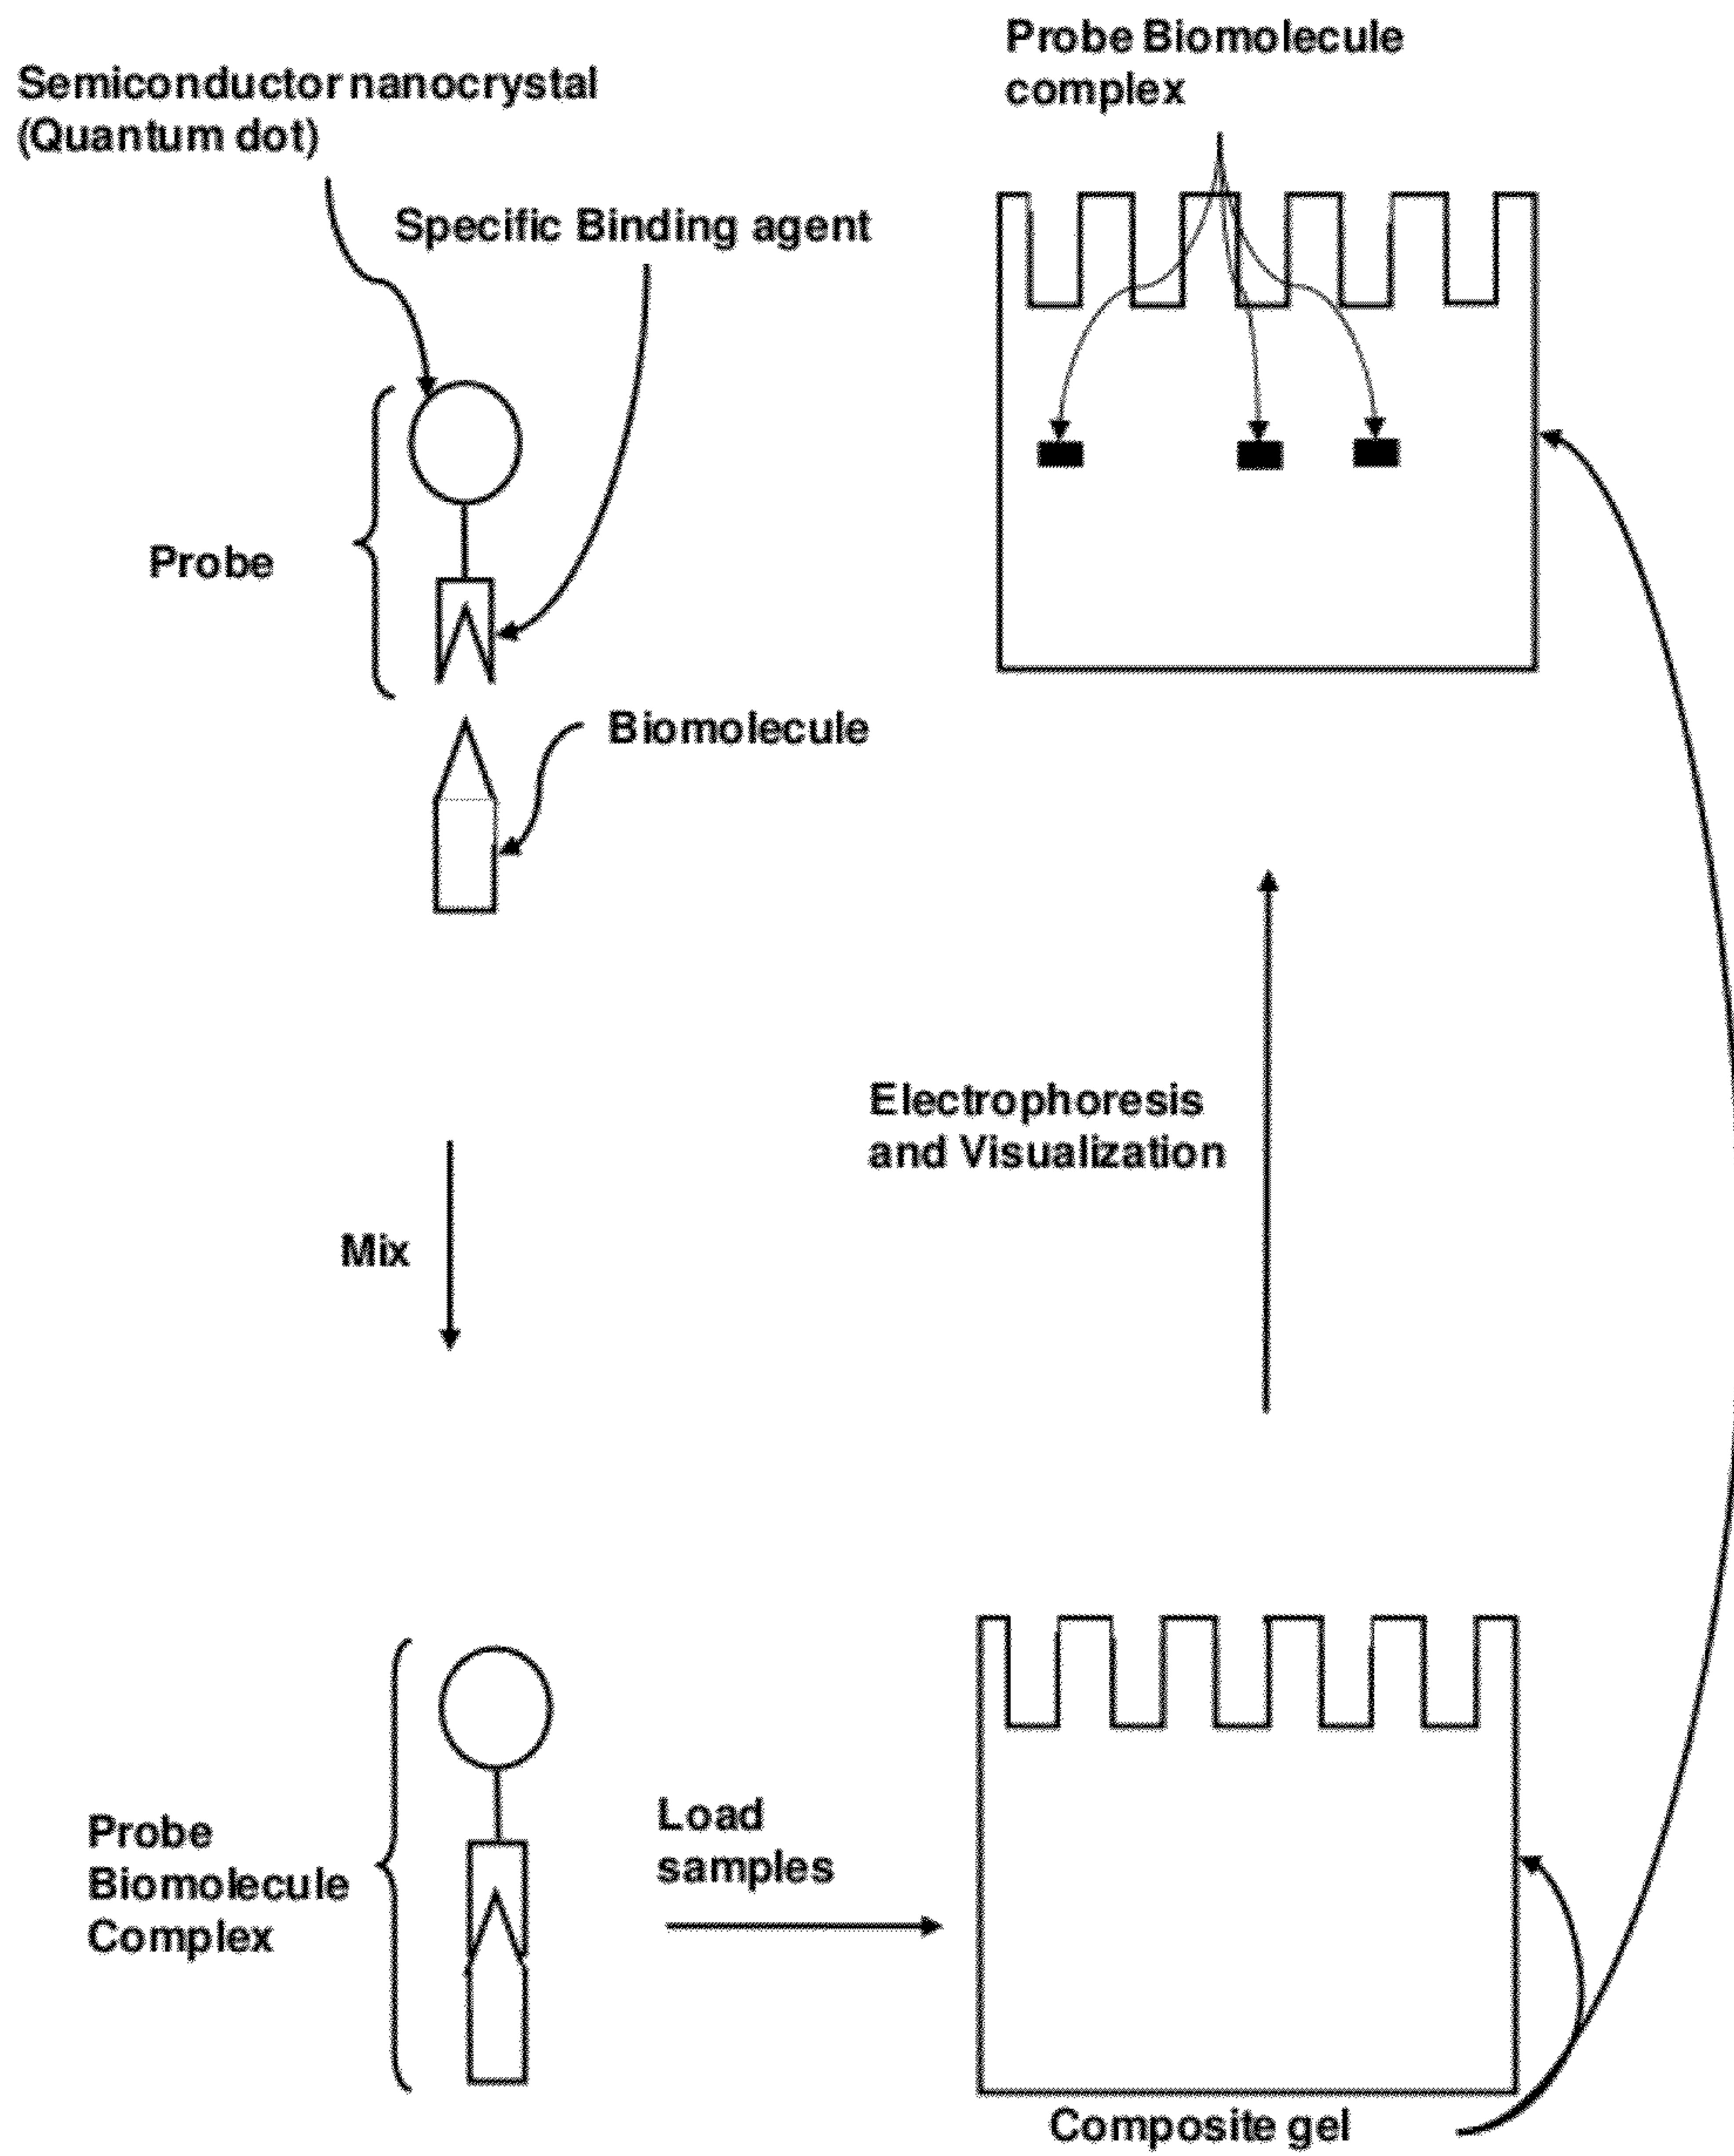 Semiconductor nanocrystal
(Quantum dot)
Specific Binding agent
Probe
Biomolecule
Mix
Probe
Biomolecule
Complex
Load
samples
Composite gel
Electrophoresis
and Visualization
Probe Biomolecule
complex